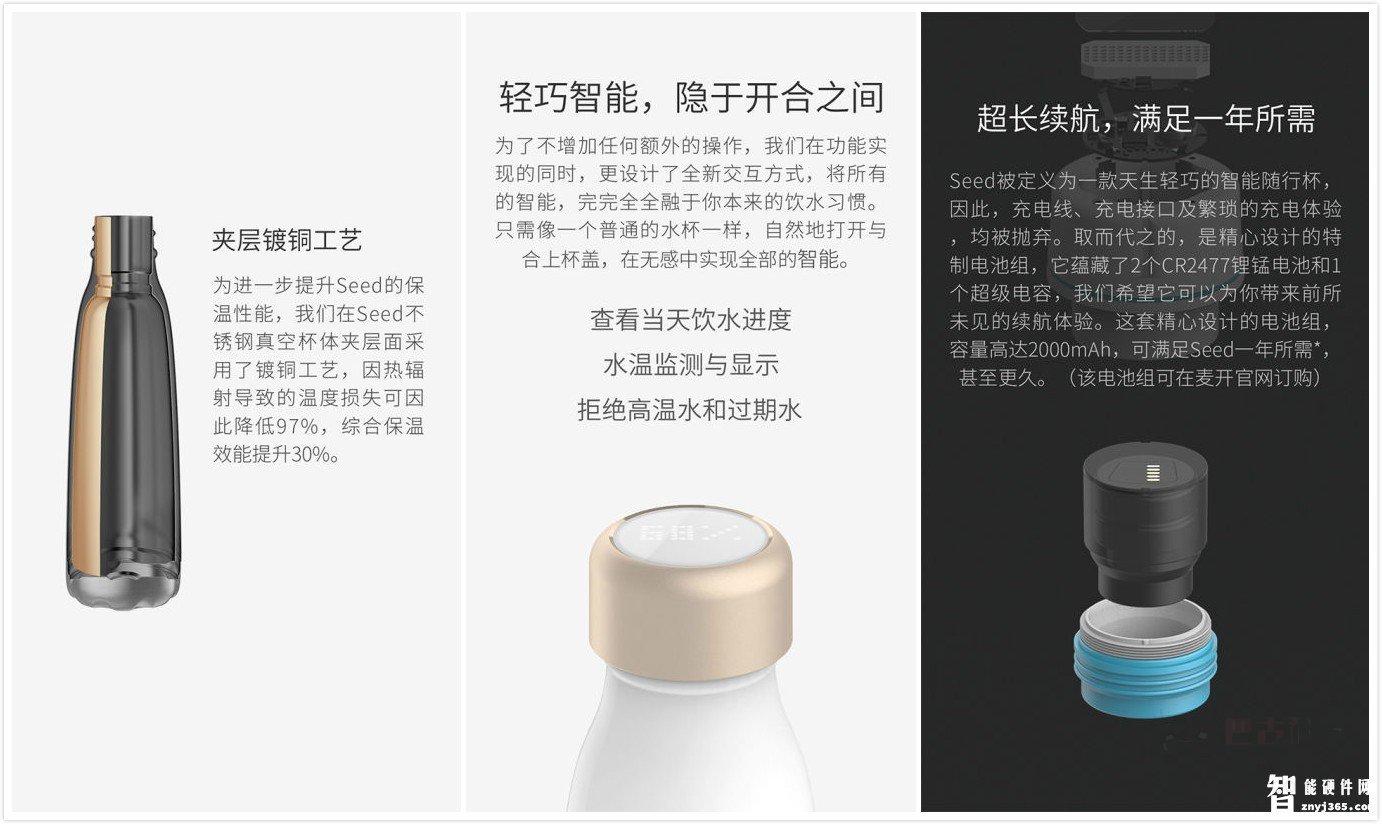 夹层镀铜工艺
为进一步提升Seed的保
温性能，我们在Seed不
锈钢真空杯体夹层面采
用了镀铜工艺，因热辐
射导致的温度损失可因
此降低97%，综合保温
效能提升30%。
轻巧智能，隐于开合之间
为了不增加任何额外的操作，我们在功能实
现的同时，更设计了全新交互方式，将所有
的智能，完完全全融于你本来的饮水习惯。
只需像一个普通的水杯一样，自然地打开与
合上杯盖，在无感中实现全部的智能。
查看当天饮水进度
水温监测与显示
拒绝高温水和过期水
超长续航，满足一年所需
Seed被定义为一款天生轻巧的智能随行杯，
因此，充电线、充电接口及繁琐的充电体验
，均被抛弃。取而代之的，是精心设计的特
制电池组，它蕴藏了2个CR2477锂锰电池和1
个超级电容，我们希望它可以为你带来前所
未见的续航体验。这套精心设计的电池组，
容量高达2000mAh，可满足Seed一年所需*，
甚至更久。（该电池组可在麦开官网订购）
智能硬件网
znyj365.com